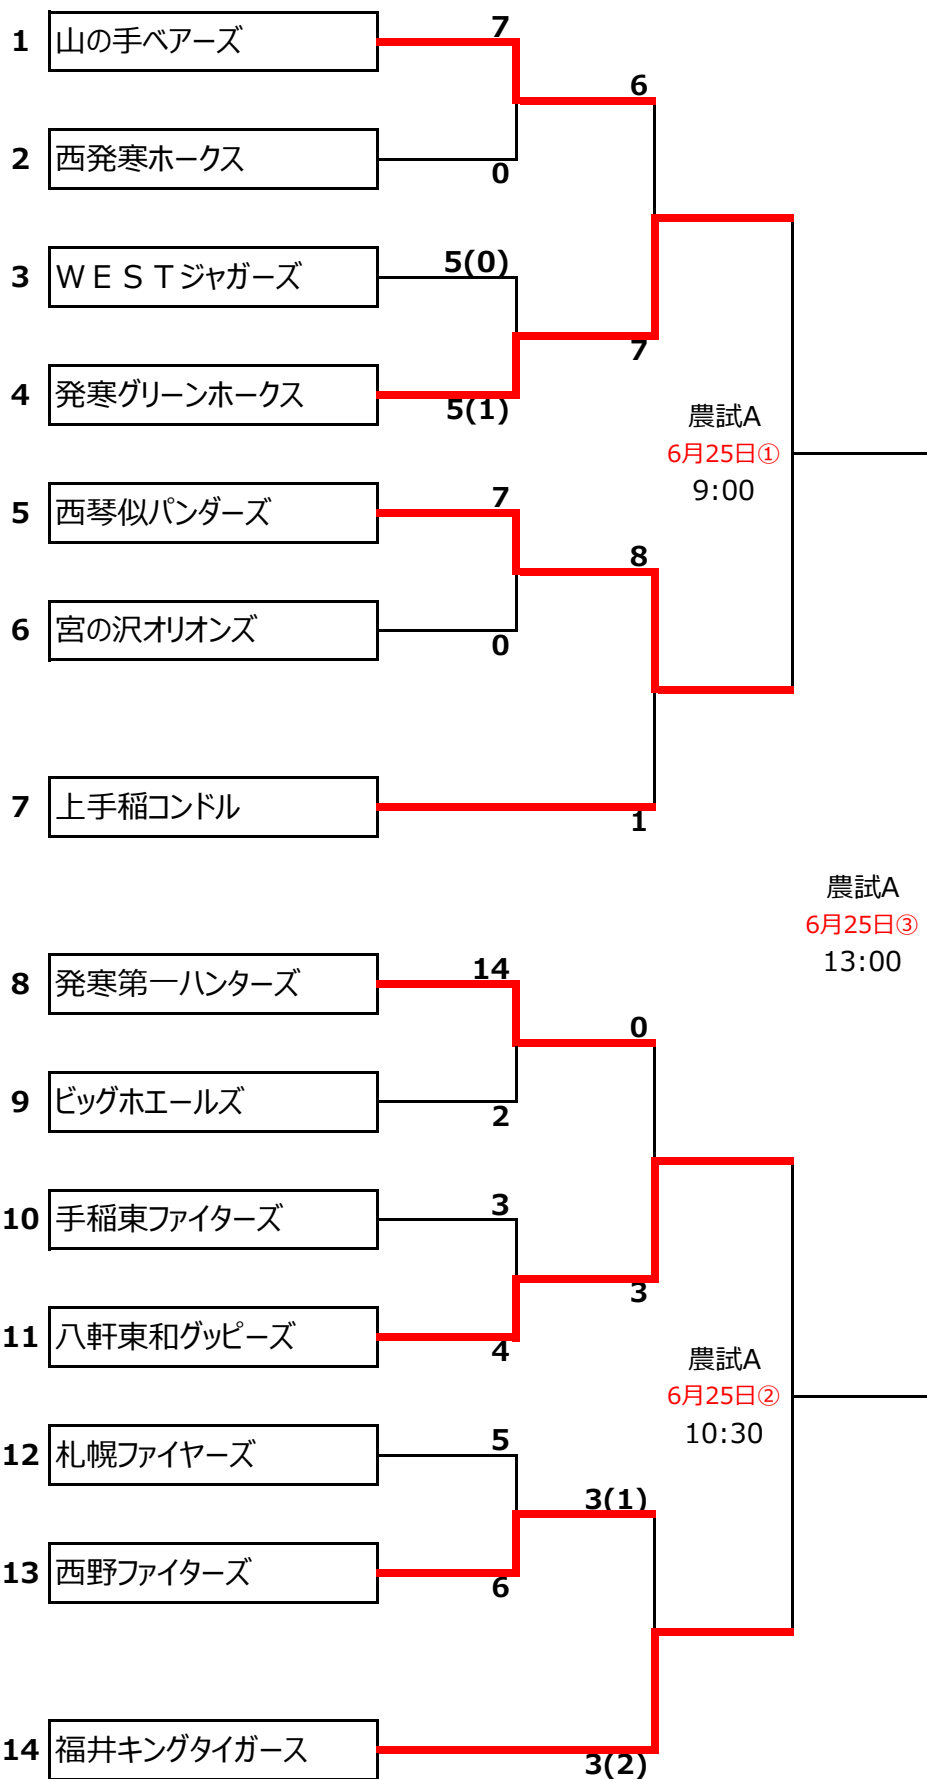 7
1 山の手ベアーズ
6
2 西発寒ホークス
0
5(0)
3 ＷＥＳＴジャガーズ
7
4 発寒グリーンホークス
5(1)
農試A
6月25日①
9:00
7
5 西琴似パンダーズ
8
6 宮の沢オリオンズ
0
7 上手稲コンドル
1
農試A
6月25日③
13:00
14
8 発寒第一ハンターズ
0
9 ビッグホエールズ
2
3
10 手稲東ファイターズ
3
11 八軒東和グッピーズ
4
農試A
6月25日②
10:30
5
12 札幌ファイヤーズ
3(1)
13 西野ファイターズ
6
14 福井キングタイガース
3(2)